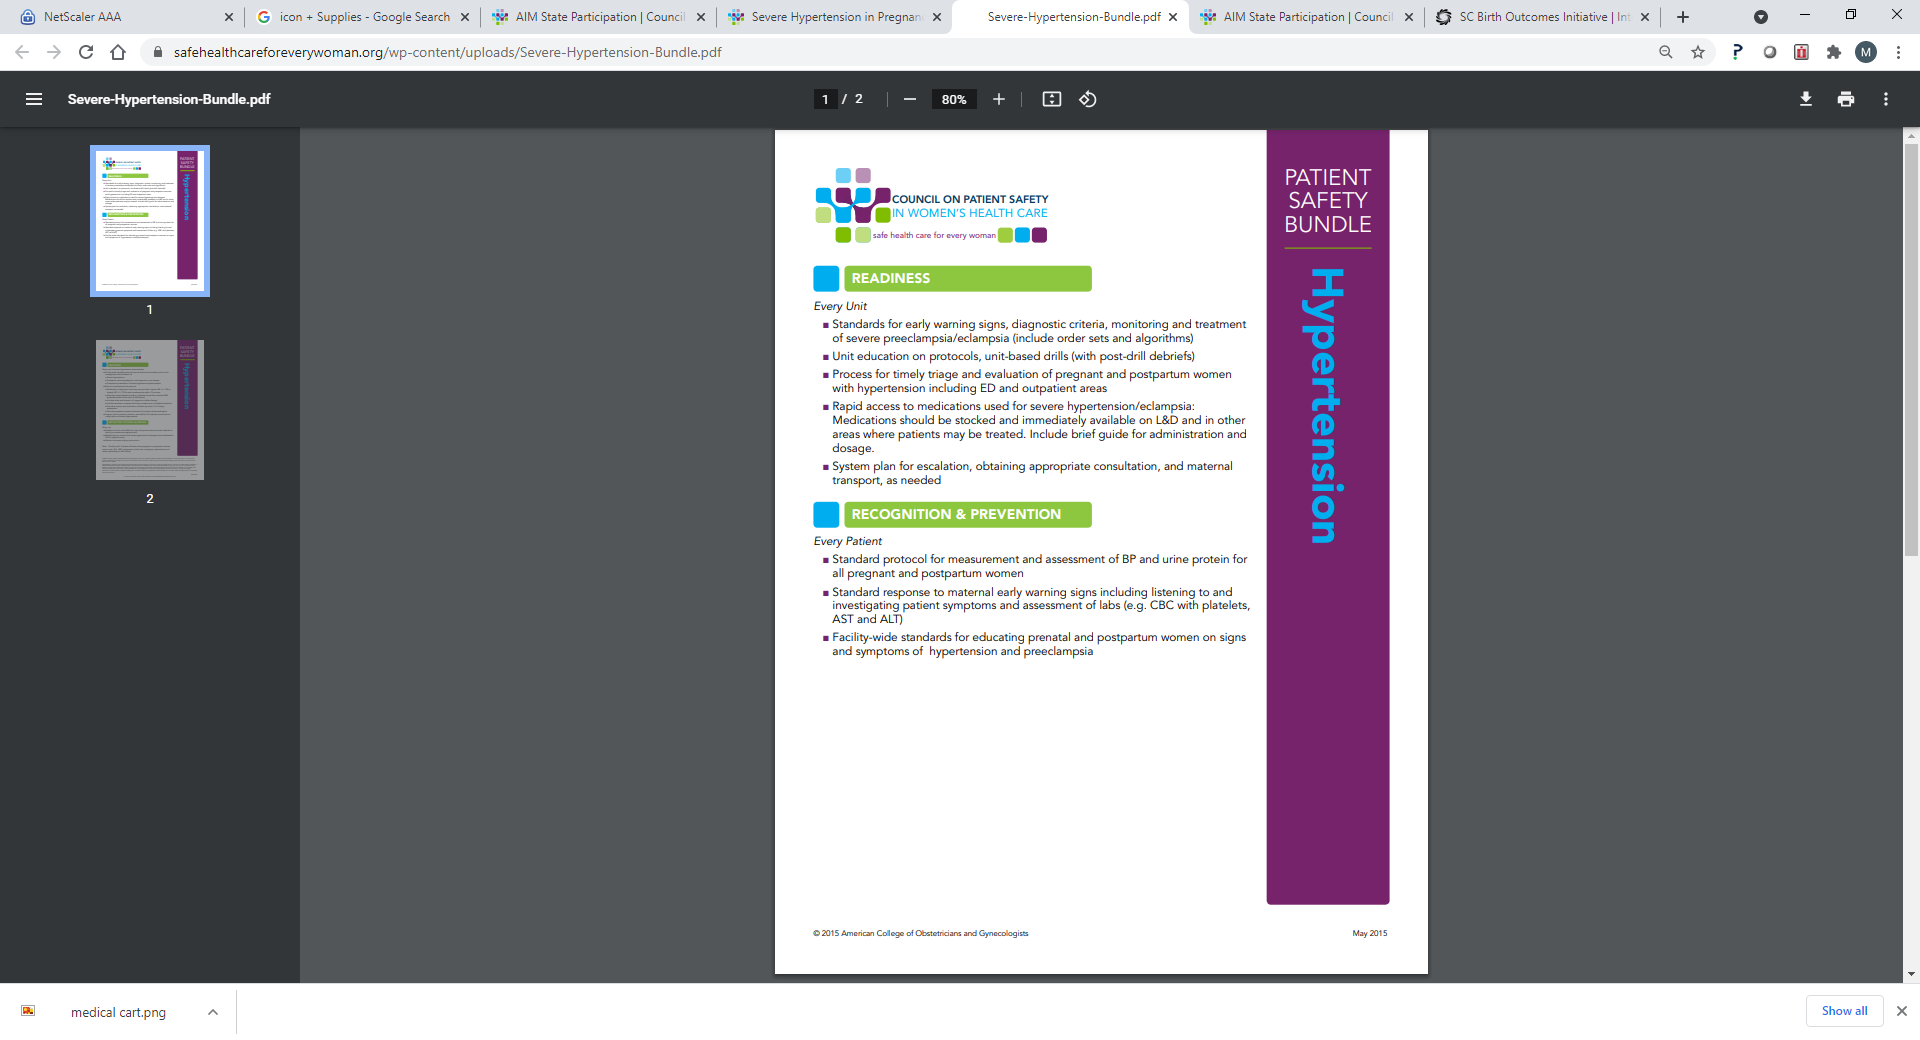 NetScaler AAA
icon + Supplies - Google Search
AIM State Participation | Council
Severe Hypertension in Pregnan
Severe-Hypertension-Bundle.pdf
AIM State Participation | Council
SC Birth Outcomes Initiative | Int
safehealthcareforeverywoman.org/wp-content/uploads/Severe-Hypertension-Bundle.pdf
M
Severe-Hypertension-Bundle.pdf
1 / 2
80%
1
2
COUNCIL ON PATIENT SAFETY
IN WOMEN'S HEALTH CARE
safe health care for every woman
PATIENT
SAFETY
BUNDLE
Hypertension
READINESS
Every Unit
■ Standards for early warning signs, diagnostic criteria, monitoring and treatment
of severe preeclampsia/eclampsia (include order sets and algorithms)
■ Unit education on protocols, unit-based drills (with post-drill debriefs)
■ Process for timely triage and evaluation of pregnant and postpartum women
with hypertension including ED and outpatient areas
■ Rapid access to medications used for severe hypertension/eclampsia:
Medications should be stocked and immediately available on L&D and in other
areas where patients may be treated. Include brief guide for administration and
dosage.
■ System plan for escalation, obtaining appropriate consultation, and maternal
transport, as needed
RECOGNITION & PREVENTION
Every Patient
■ Standard protocol for measurement and assessment of BP and urine protein for
all pregnant and postpartum women
■ Standard response to maternal early warning signs including listening to and
investigating patient symptoms and assessment of labs (e.g. CBC with platelets,
AST and ALT)
■ Facility-wide standards for educating prenatal and postpartum women on signs
and symptoms of hypertension and preeclampsia
© 2015 American College of Obstetricians and Gynecologists
May 2015
medical cart.png
Show all